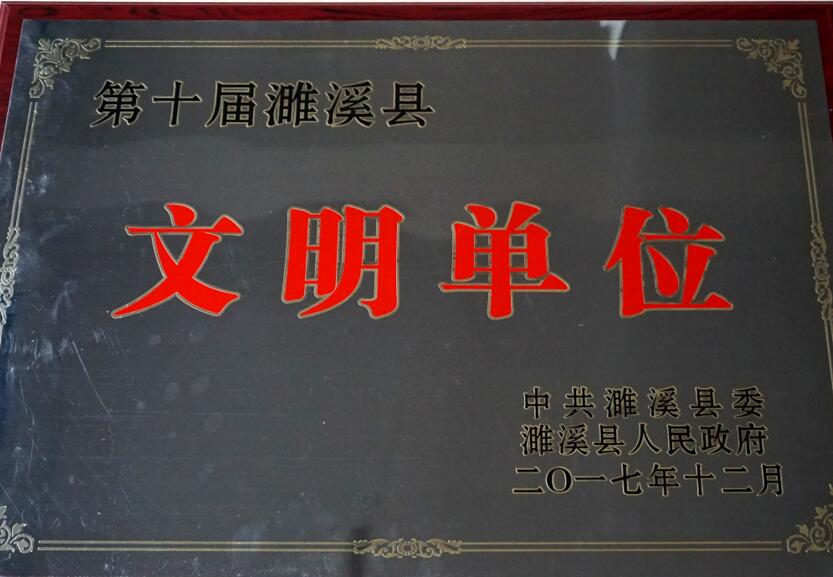 第十届濉溪县
文明单位
中共濉溪县委
濉溪县人民政府
二〇一七年十二月